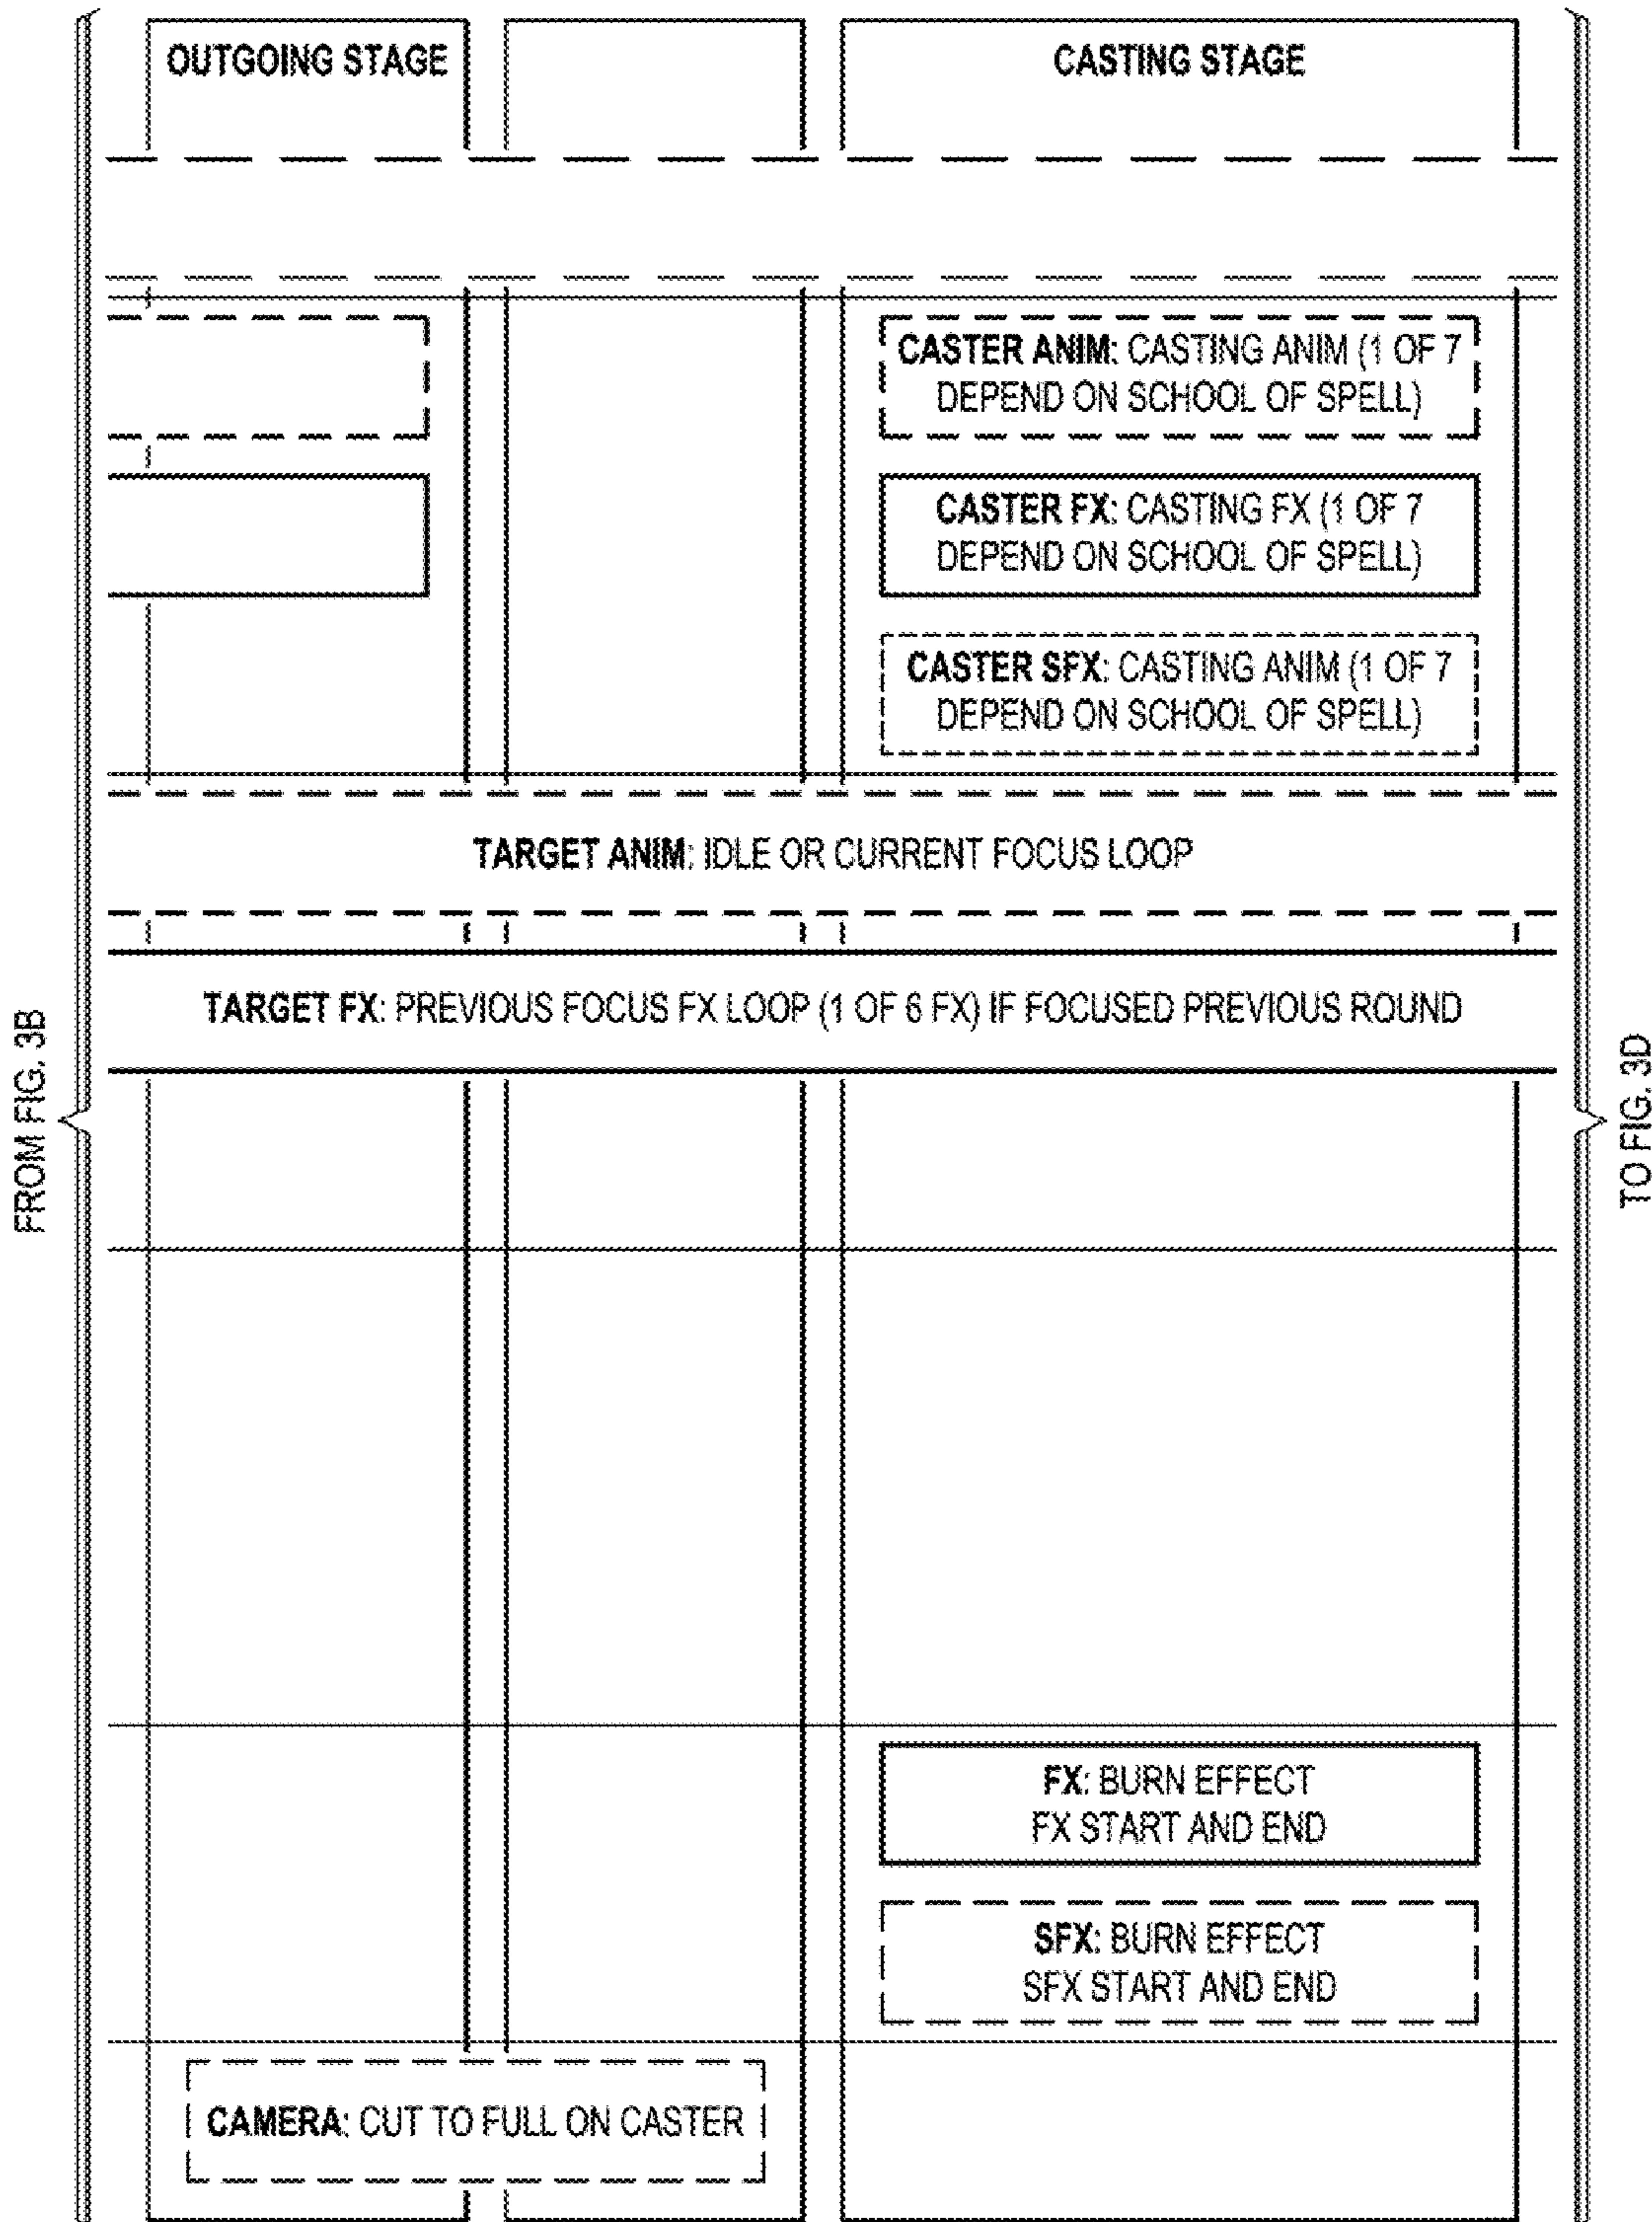 OUTGOING STAGE
CASTING STAGE
CASTER ANIM: CASTING ANIM (1 OF 7
DEPEND ON SCHOOL OF SPELL)
CASTER FX: CASTING FX (1 OF 7
DEPEND ON SCHOOL OF SPELL)
CASTER SFX: CASTING ANIM (1 OF 7
DEPEND ON SCHOOL OF SPELL)
TARGET ANIM: IDLE OR CURRENT FOCUS LOOP
TARGET FX: PREVIOUS FOCUS FX LOOP (1 OF 6 FX) IF FOCUSED PREVIOUS ROUND
FROM FIG. 3B
TO FIG. 3D
FX: BURN EFFECT
FX START AND END
SFX: BURN EFFECT
SFX START AND END
CAMERA: CUT TO FULL ON CASTER